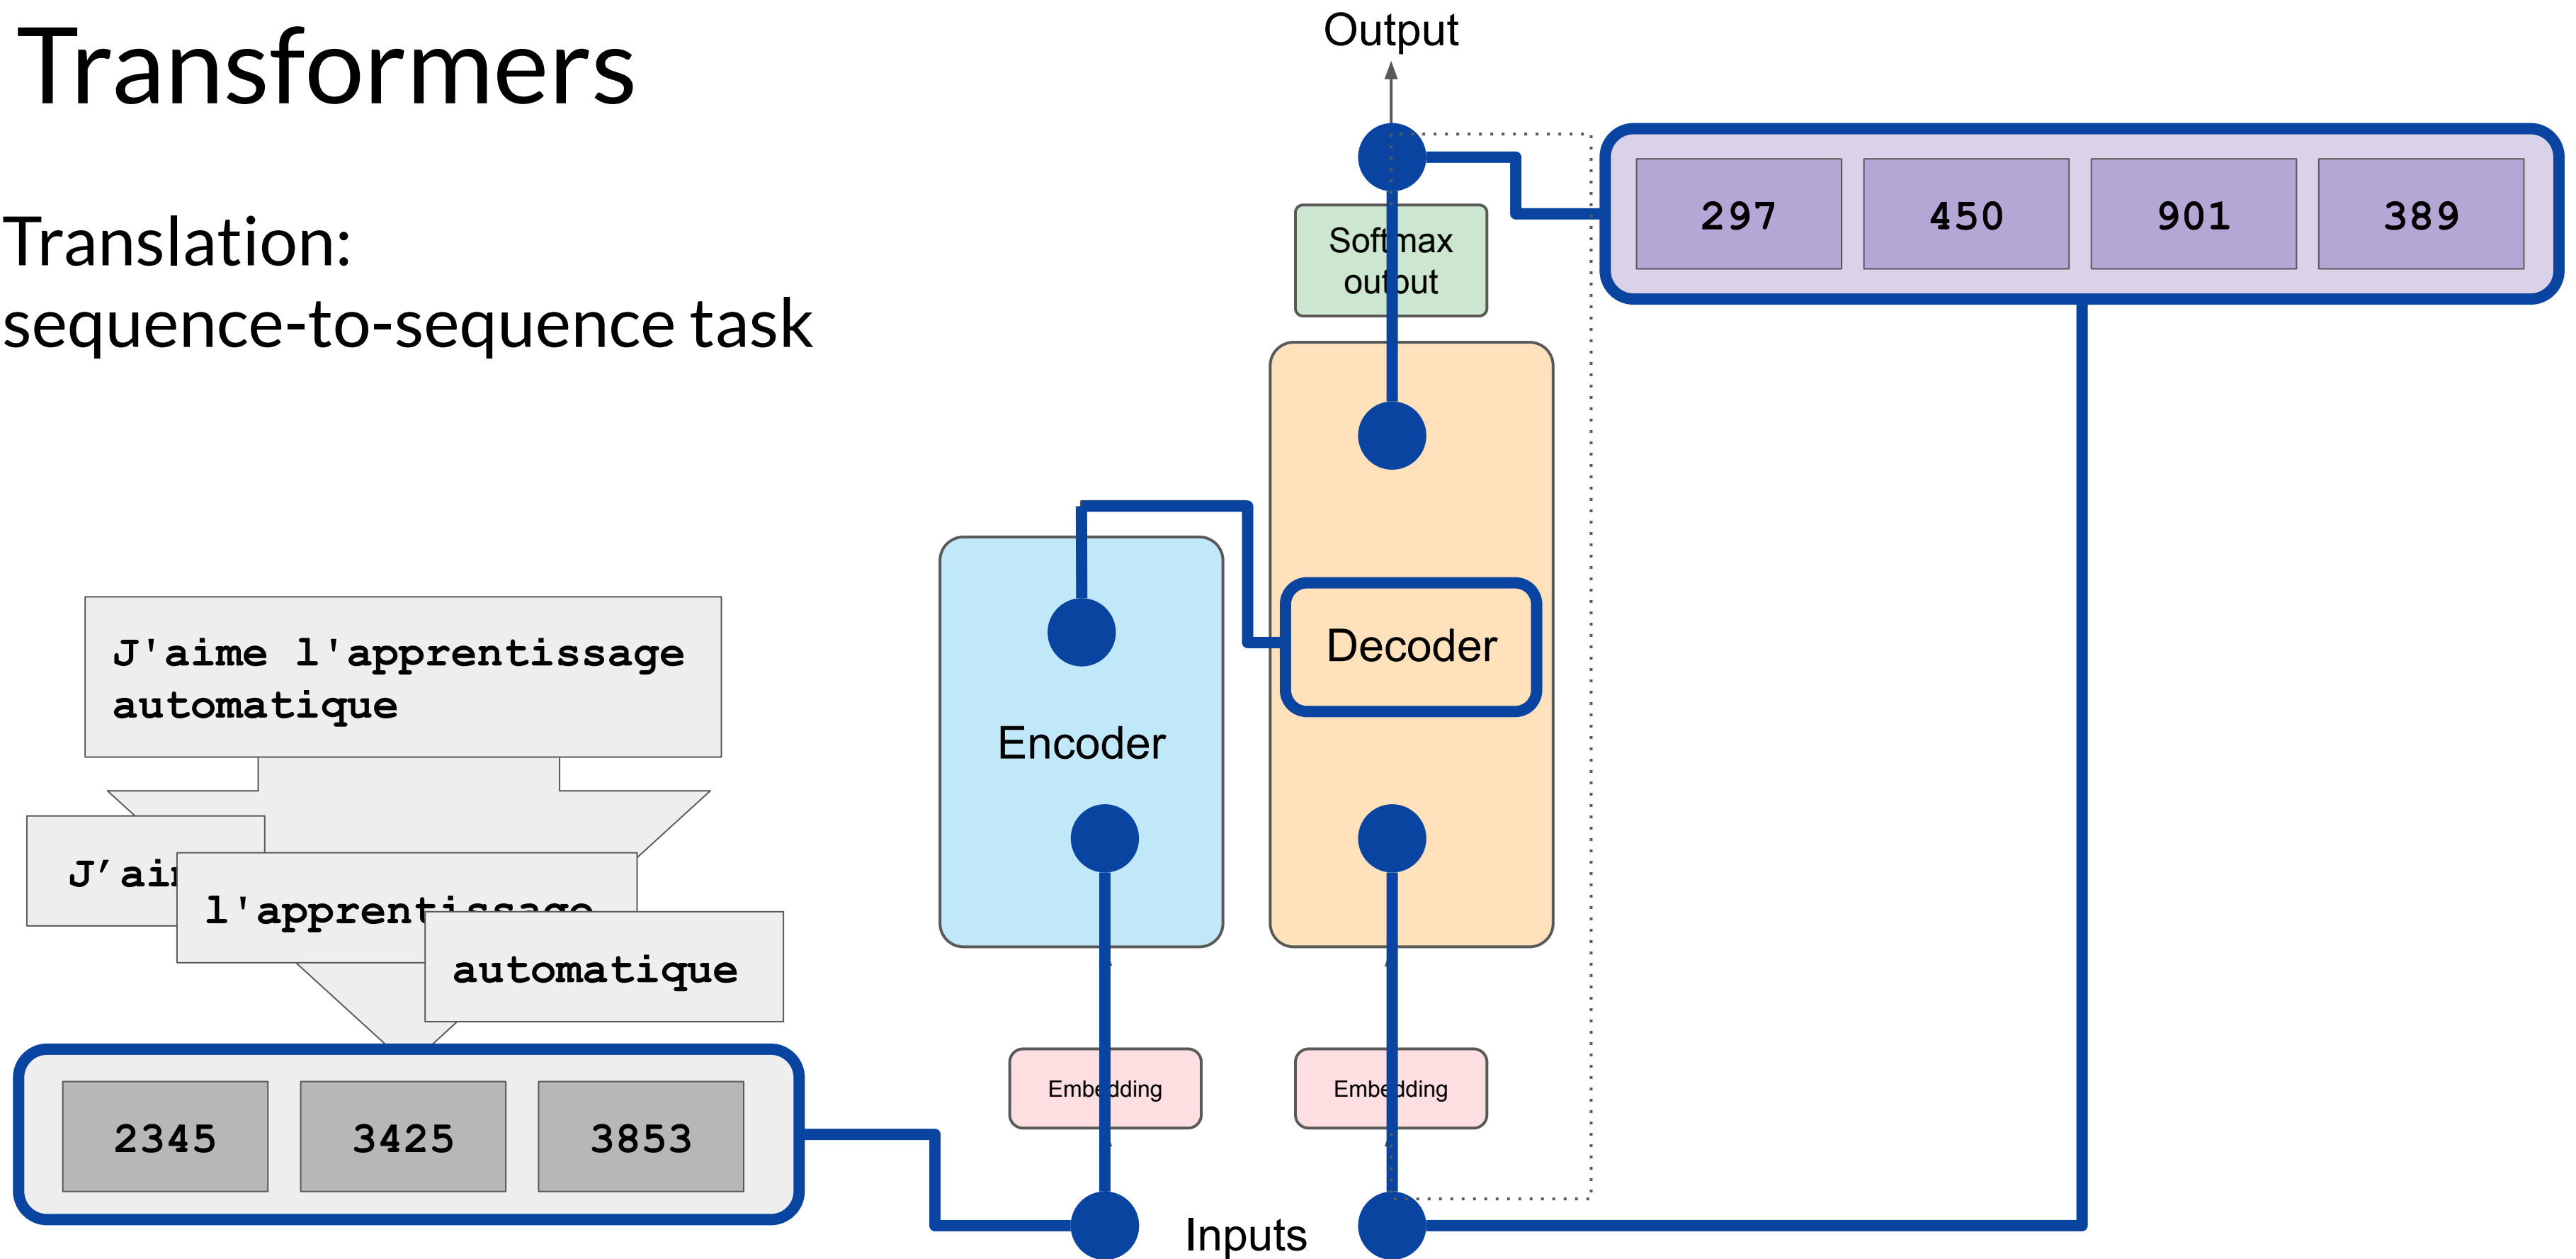 Transformers
Translation:
sequence-to-sequence task
Output
Softmax
output
297 450 901 389
Decoder
Encoder
J'aime l'apprentissage
automatique
l'apprentissage
automatique
Embedding Embedding
2345 3425 3853
Inputs